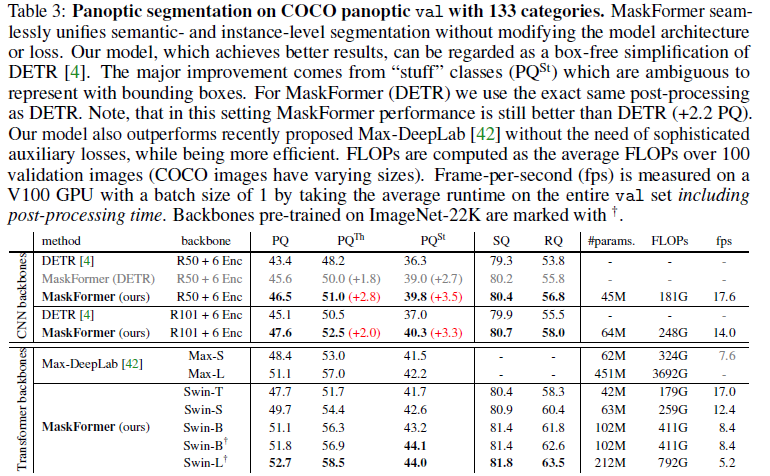 Table 3: Panoptic segmentation on COCO panoptic val with 133 categories. MaskFormer seam-
lessly unifies semantic- and instance-level segmentation without modifying the model architecture
or loss. Our model, which achieves better results, can be regarded as a box-free simplification of
DETR [4]. The major improvement comes from “stuff” classes (PQSt) which are ambiguous to
represent with bounding boxes. For MaskFormer (DETR) we use the exact same post-processing
as DETR. Note, that in this setting MaskFormer performance is still better than DETR (+2.2 PQ).
Our model also outperforms recently proposed Max-DeepLab [42] without the need of sophisticated
auxiliary losses, while being more efficient. FLOPs are computed as the average FLOPs over 100
validation images (COCO images have varying sizes). Frame-per-second (fps) is measured on a
V100 GPU with a batch size of 1 by taking the average runtime on the entire val set including
post-processing time. Backbones pre-trained on ImageNet-22K are marked with †.
method backbone PQ PQTh PQSt SQ RQ #params. FLOPs fps
CNN backbones
DETR [4] R50 + 6 Enc 43.4 48.2 36.3 79.3 53.8 - - -
MaskFormer (DETR) R50 + 6 Enc 45.6 50.0 (+1.8) 39.0 (+2.7) 80.2 55.8 - - -
MaskFormer (ours) R50 + 6 Enc 46.5 51.0 (+2.8) 39.8 (+3.5) 80.4 56.8 45M 181G 17.6
DETR [4] R101 + 6 Enc 45.1 50.5 37.0 79.9 55.5 - - -
MaskFormer (ours) R101 + 6 Enc 47.6 52.5 (+2.0) 40.3 (+3.3) 80.7 58.0 64M 248G 14.0
Transformer backbones
Max-DeepLab [42] Max-S 48.4 53.0 41.5 - - 62M 324G 7.6
Max-L 51.1 57.0 42.2 - - 451M 3692G -
MaskFormer (ours) Swin-T 47.7 51.7 41.7 80.4 58.3 42M 179G 17.0
Swin-S 49.7 54.4 42.6 80.9 60.4 63M 259G 12.4
Swin-B 51.1 56.3 43.2 81.4 61.8 102M 411G 8.4
Swin-B† 51.8 56.9 44.1 81.4 62.6 102M 411G 8.4
Swin-L† 52.7 58.5 44.0 81.8 63.5 212M 792G 5.2